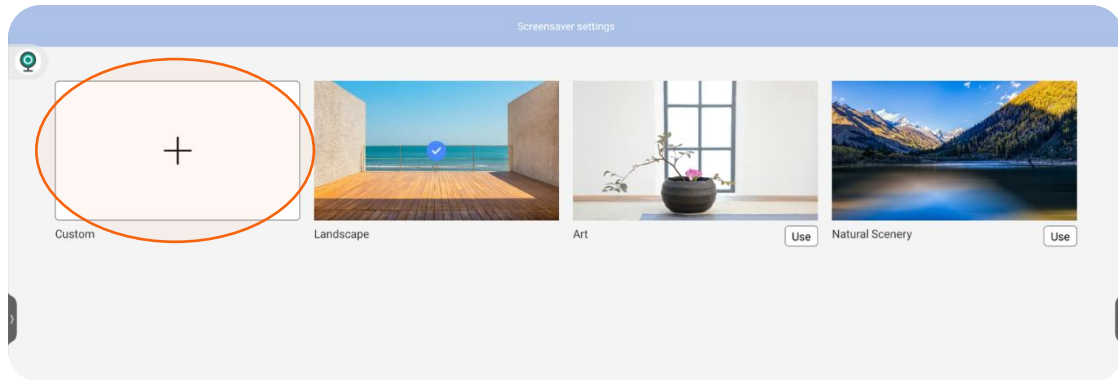 Screensaver settings
Custom
Landscape
Art
Use
Natural Scenery
Use